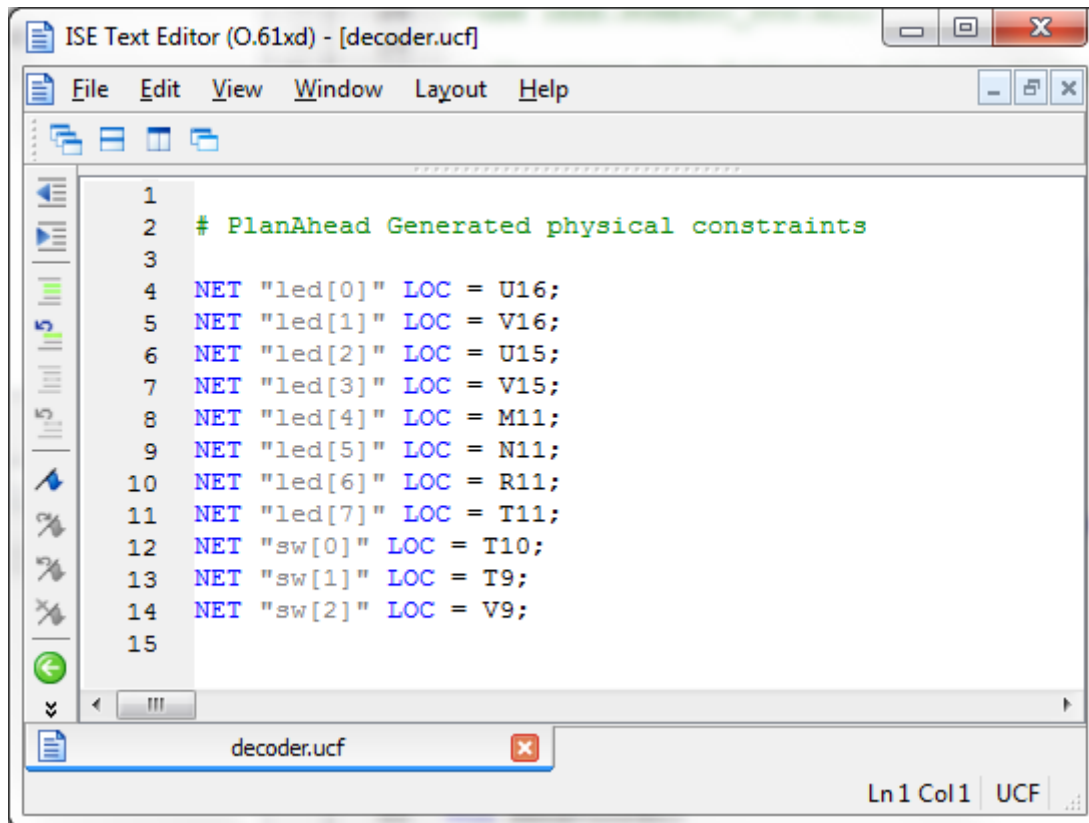 ISE Text Editor (O.61xd) - [decoder.ucf]
File Edit View Window Layout Help
1
2 # PlanAhead Generated physical constraints
3
4 NET "led[0]" LOC = U16;
5 NET "led[1]" LOC = V16;
6 NET "led[2]" LOC = U15;
7 NET "led[3]" LOC = V15;
8 NET "led[4]" LOC = M11;
9 NET "led[5]" LOC = N11;
10 NET "led[6]" LOC = R11;
11 NET "led[7]" LOC = T11;
12 NET "sw[0]" LOC = T10;
13 NET "sw[1]" LOC = T9;
14 NET "sw[2]" LOC = V9;
15
decoder.ucf
Ln 1 Col 1 UCF